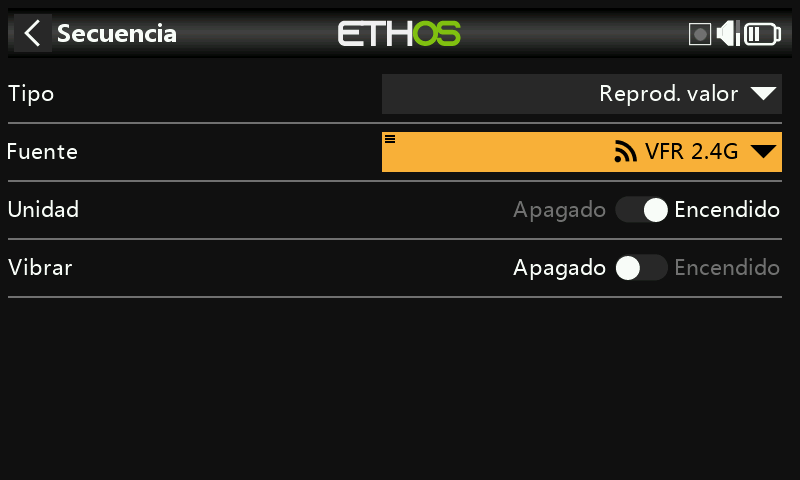 Secuencia
ETHOS
Tipo
Reprod. valor
Fuente
VFR 2.4G
Unidad
Apagado
Encendido
Vibrar
Apagado
Encendido